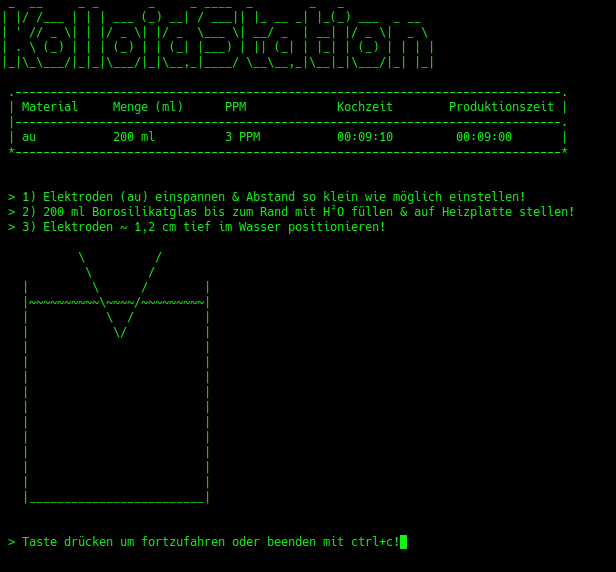 KolloidStation
Material Menge (ml) PPM Kochzeit Produktionszeit
au 200 ml 3 PPM 00:09:10 00:09:00
> 1) Elektroden (au) einspannen & Abstand so klein wie möglich einstellen!
> 2) 200 ml Borosilikatglas bis zum Rand mit H²O füllen & auf Heizplatte stellen!
> 3) Elektroden ~ 1,2 cm tief im Wasser positionieren!
> Taste drücken um fortzufahren oder beenden mit ctrl+c!